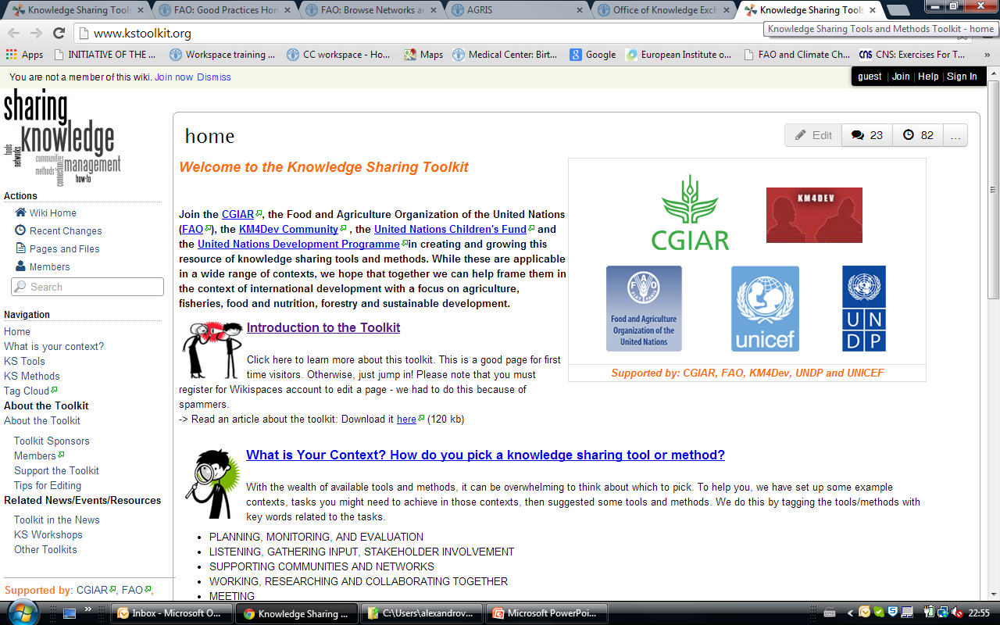 Knowledge Sharing Tools
FAO: Good Practices Hom
FAO: Browse Networks a
AGRIS
Office of Knowledge Exch
Knowledge Sharing Tools
www.kstoolkit.org
Knowledge Sharing Tools and Methods Toolkit - home
Apps
INITIATIVE OF THE ...
Workspace training ...
CC workspace - Ho...
Maps
Medical Center: Birt...
Google
European Institute o...
FAO and Climate Ch...
cns CNS: Exercises For T...
»
You are not a member of this wiki. Join now Dismiss
guest | Join | Help | Sign In
sharing
knowledge
tools
networks
communities
management
methods
connection
how-to
Actions
Wiki Home
Recent Changes
Pages and Files
Members
Search
Navigation
Home
What is your context?
KS Tools
KS Methods
Tag Cloud
About the Toolkit
About the Toolkit
Toolkit Sponsors
Members
Support the Toolkit
Tips for Editing
Related News/Events/Resources
Toolkit in the News
KS Workshops
Other Toolkits
Supported by: CGIAR, FAO,
home
Edit 23 82 ...
Welcome to the Knowledge Sharing Toolkit
Join the CGIAR, the Food and Agriculture Organization of the United Nations
(FAO), the KM4Dev Community , the United Nations Children's Fund and
the United Nations Development Programme in creating and growing this
resource of knowledge sharing tools and methods. While these are applicable
in a wide range of contexts, we hope that together we can help frame them in
the context of international development with a focus on agriculture,
fisheries, food and nutrition, forestry and sustainable development.
CGIAR
KM4DEV
FAO
FIAT PANIS
Food and Agriculture
Organization of the
United Nations
unicef
U N
D P
Supported by: CGIAR, FAO, KM4Dev, UNDP and UNICEF
Introduction to the Toolkit
Click here to learn more about this toolkit. This is a good page for first
time visitors. Otherwise, just jump in! Please note that you must
register for Wikispaces account to edit a page - we had to do this because of
spammers.
-> Read an article about the toolkit: Download it here (120 kb)
What is Your Context? How do you pick a knowledge sharing tool or method?
With the wealth of available tools and methods, it can be overwhelming to think about which to pick. To help you, we have set up some example
contexts, tasks you might need to achieve in those contexts, then suggested some tools and methods. We do this by tagging the tools/methods with
key words related to the tasks.
• PLANNING, MONITORING, AND EVALUATION
• LISTENING, GATHERING INPUT, STAKEHOLDER INVOLVEMENT
• SUPPORTING COMMUNITIES AND NETWORKS
• WORKING, RESEARCHING AND COLLABORATING TOGETHER
• MEETING
»
Inbox - Microsoft O...
Knowledge Sharing ...
C:\Users\alexandrov...
Microsoft PowerPoi...
22:55